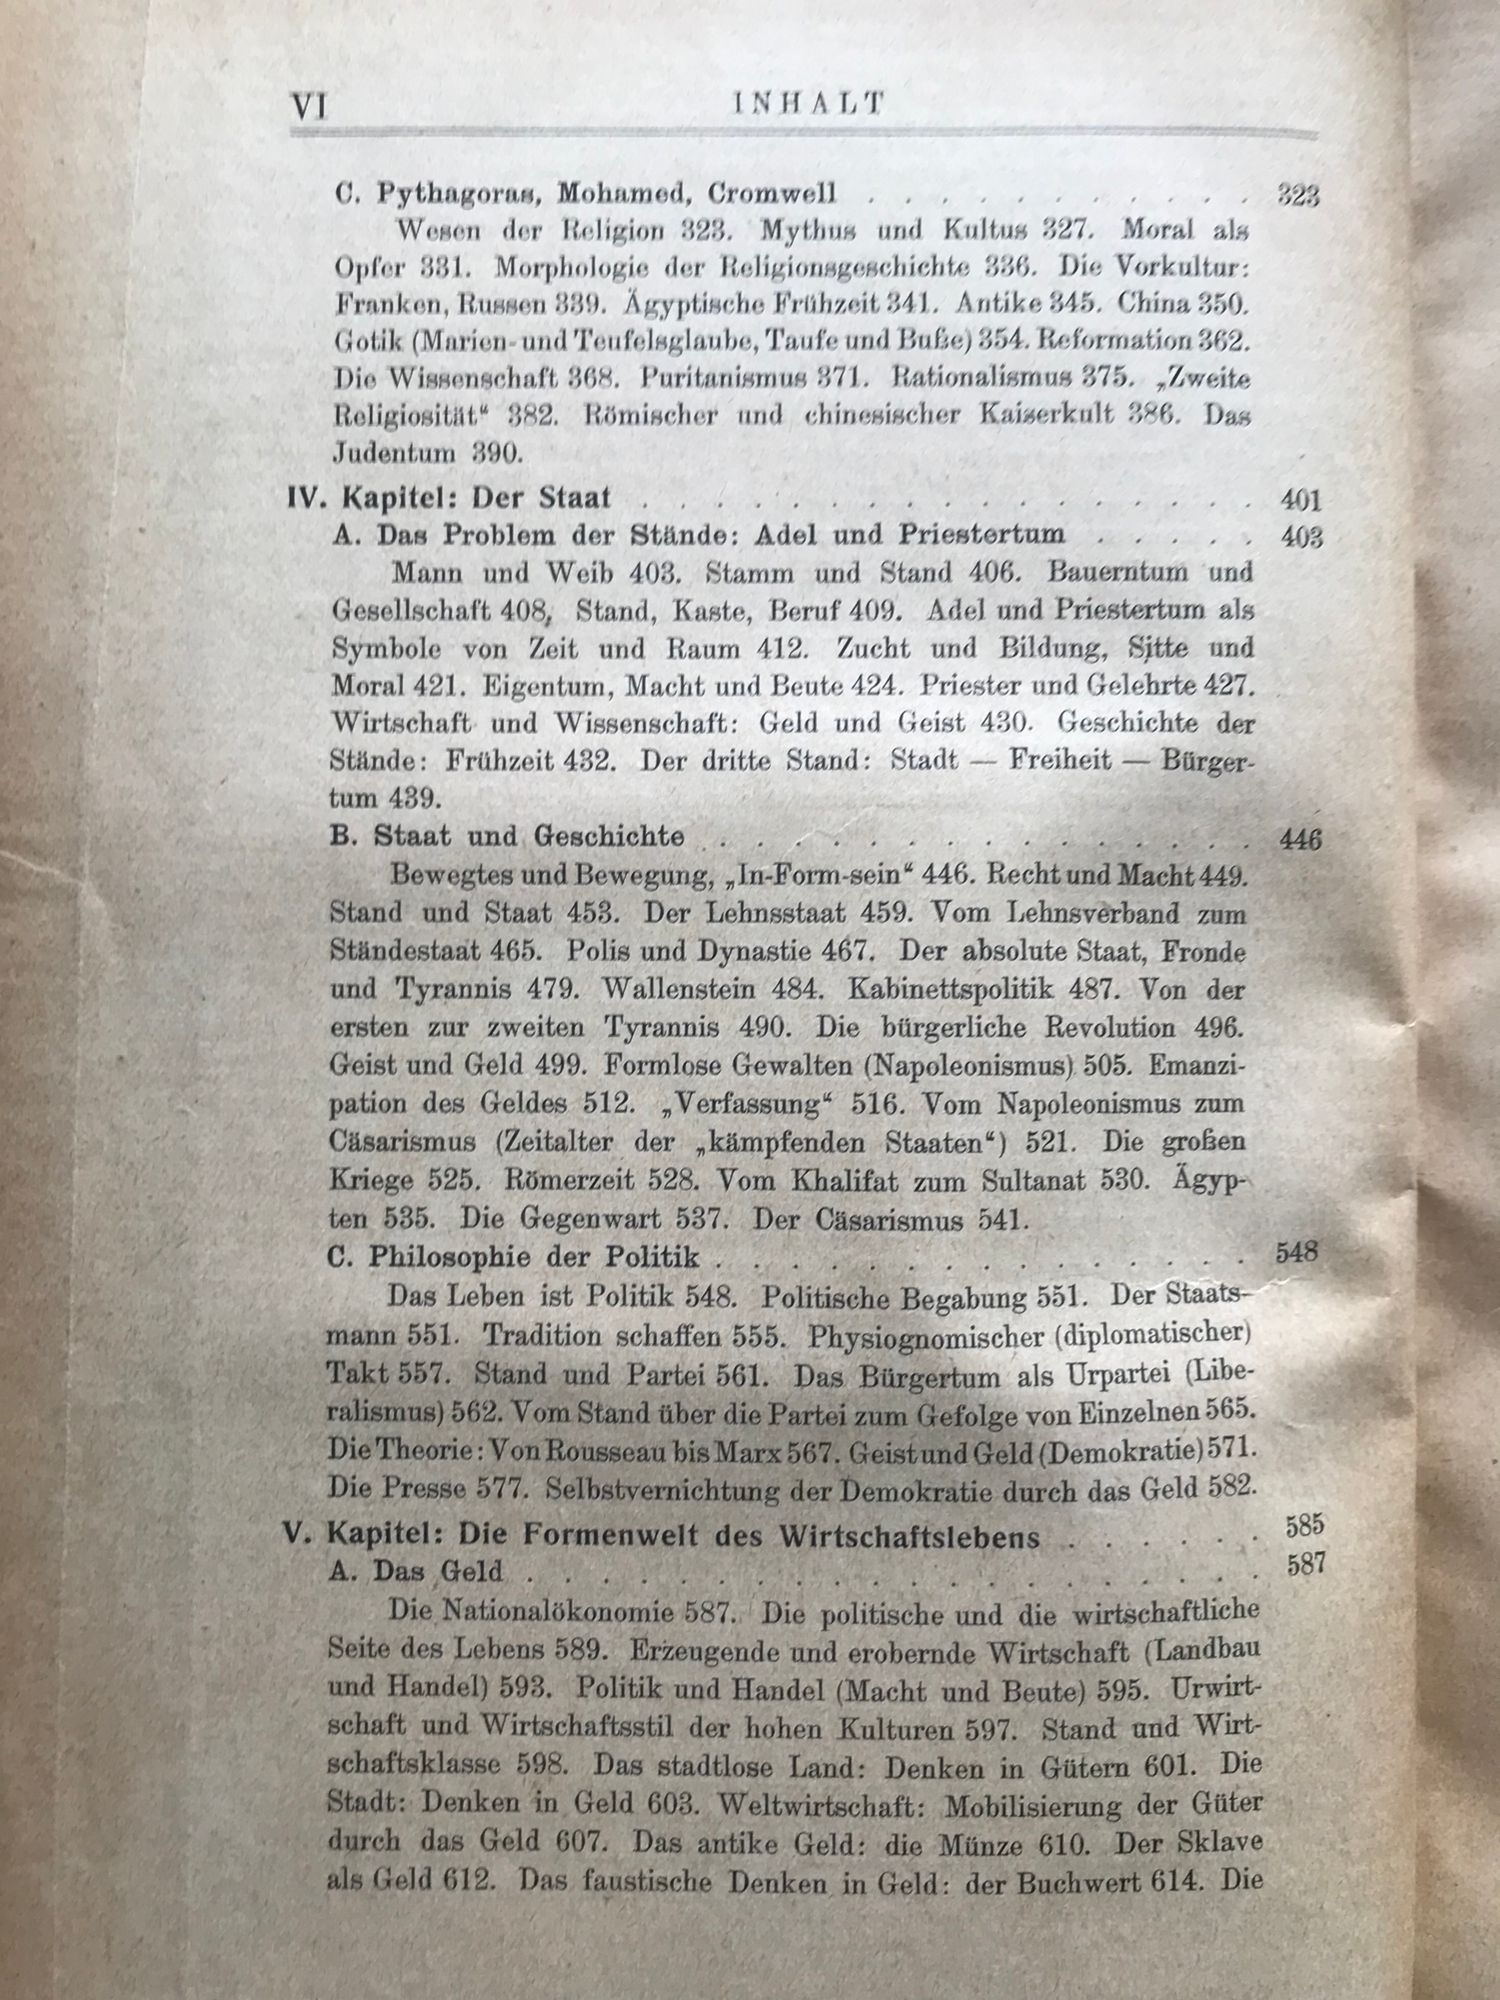 VI INHALT
C. Pythagoras, Mohamed, Cromwell . . . . . . . . . . . 323
Wesen der Religion 323. Mythus und Kultus 327. Moral als
Opfer 331. Morphologie der Religionsgeschichte 336. Die Vorkultur:
Franken, Russen 339. Ägyptische Frühzeit 341. Antike 345. China 350.
Gotik (Marien- und Teufelsglaube, Taufe und Buße) 354. Reformation 362.
Die Wissenschaft 368. Puritanismus 371. Rationalismus 375. „Zweite
Religiosität“ 382. Römischer und chinesischer Kaiserkult 386. Das
Judentum 390.
IV. Kapitel: Der Staat . . . . . . . . . . . . . . . . . 401
A. Das Problem der Stände: Adel und Priestertum . . . . . 403
Mann und Weib 403. Stamm und Stand 406. Bauerntum und
Gesellschaft 408, Stand, Kaste, Beruf 409. Adel und Priestertum als
Symbole von Zeit und Raum 412. Zucht und Bildung, Sitte und
Moral 421. Eigentum, Macht und Beute 424. Priester und Gelehrte 427.
Wirtschaft und Wissenschaft: Geld und Geist 430. Geschichte der
Stände: Frühzeit 432. Der dritte Stand: Stadt — Freiheit — Bürger-
tum 439.
B. Staat und Geschichte . . . . . . . . . . . . . . . 446
Bewegtes und Bewegung, „In-Form-sein“ 446. Recht und Macht 449.
Stand und Staat 453. Der Lehnsstaat 459. Vom Lehnsverband zum
Ständestaat 465. Polis und Dynastie 467. Der absolute Staat, Fronde
und Tyrannis 479. Wallenstein 484. Kabinettspolitik 487. Von der
ersten zur zweiten Tyrannis 490. Die bürgerliche Revolution 496.
Geist und Geld 499. Formlose Gewalten (Napoleonismus) 505. Emanzi-
pation des Geldes 512. „Verfassung“ 516. Vom Napoleonismus zum
Cäsarismus (Zeitalter der „kämpfenden Staaten“) 521. Die großen
Kriege 525. Römerzeit 528. Vom Khalifat zum Sultanat 530. Ägyp-
ten 535. Die Gegenwart 537. Der Cäsarismus 541.
C. Philosophie der Politik . . . . . . . . . . . . . . . 548
Das Leben ist Politik 548. Politische Begabung 551. Der Staats-
mann 551. Tradition schaffen 555. Physiognomischer (diplomatischer)
Takt 557. Stand und Partei 561. Das Bürgertum als Urpartei (Libe-
ralismus) 562. Vom Stand über die Partei zum Gefolge von Einzelnen 565.
Die Theorie: Von Rousseau bis Marx 567. Geist und Geld (Demokratie) 571.
Die Presse 577. Selbstvernichtung der Demokratie durch das Geld 582.
V. Kapitel: Die Formenwelt des Wirtschaftslebens . . . . . . 585
A. Das Geld . . . . . . . . . . . . . . . . . . . . 587
Die Nationalökonomie 587. Die politische und die wirtschaftliche
Seite des Lebens 589. Erzeugende und erobernde Wirtschaft (Landbau
und Handel) 593. Politik und Handel (Macht und Beute) 595. Urwirt-
schaft und Wirtschaftsstil der hohen Kulturen 597. Stand und Wirt-
schaftsklasse 598. Das stadtlose Land: Denken in Gütern 601. Die
Stadt: Denken in Geld 603. Weltwirtschaft: Mobilisierung der Güter
durch das Geld 607. Das antike Geld: die Münze 610. Der Sklave
als Geld 612. Das faustische Denken in Geld: der Buchwert 614. Die